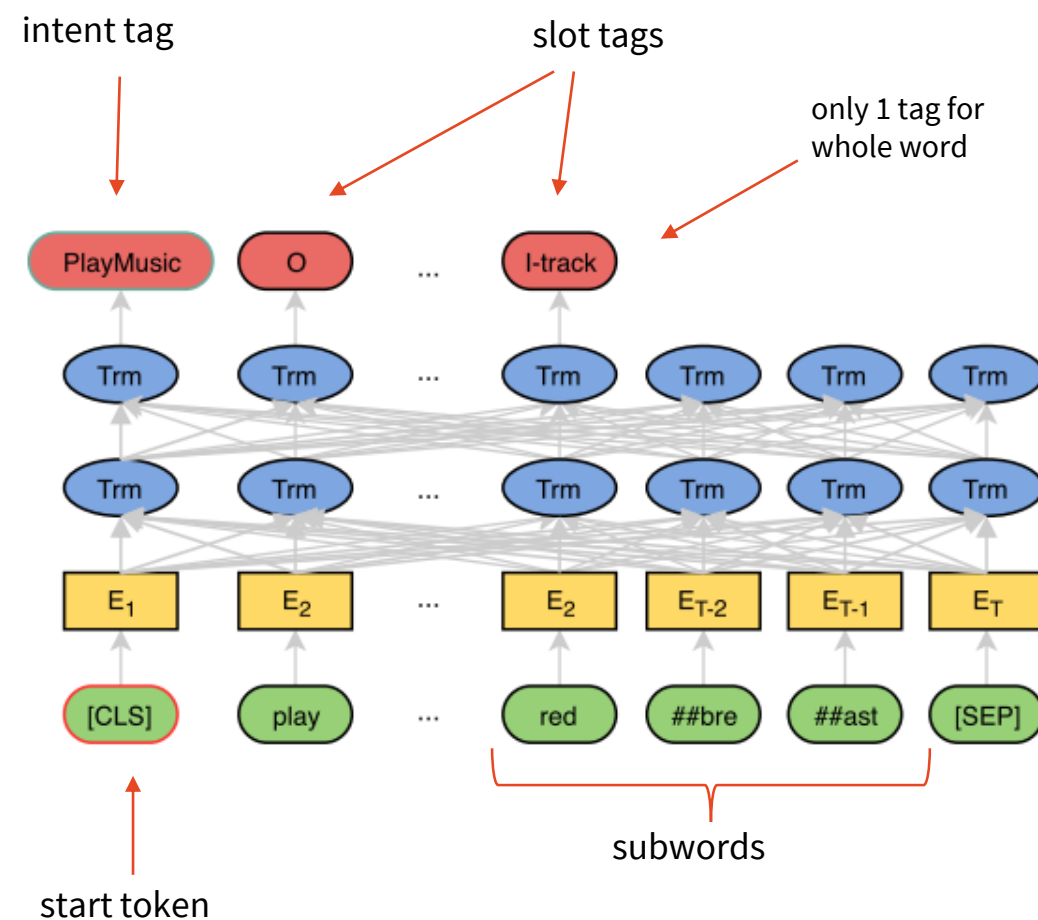 intent tag
slot tags
only 1 tag for
whole word
PlayMusic O ... I-track
Trm Trm ... Trm Trm Trm Trm
Trm Trm ... Trm Trm Trm Trm
E1 E2 ... E2 ET-2 ET-1 ET
[CLS] play ... red ##bre ##ast [SEP]
subwords
start token